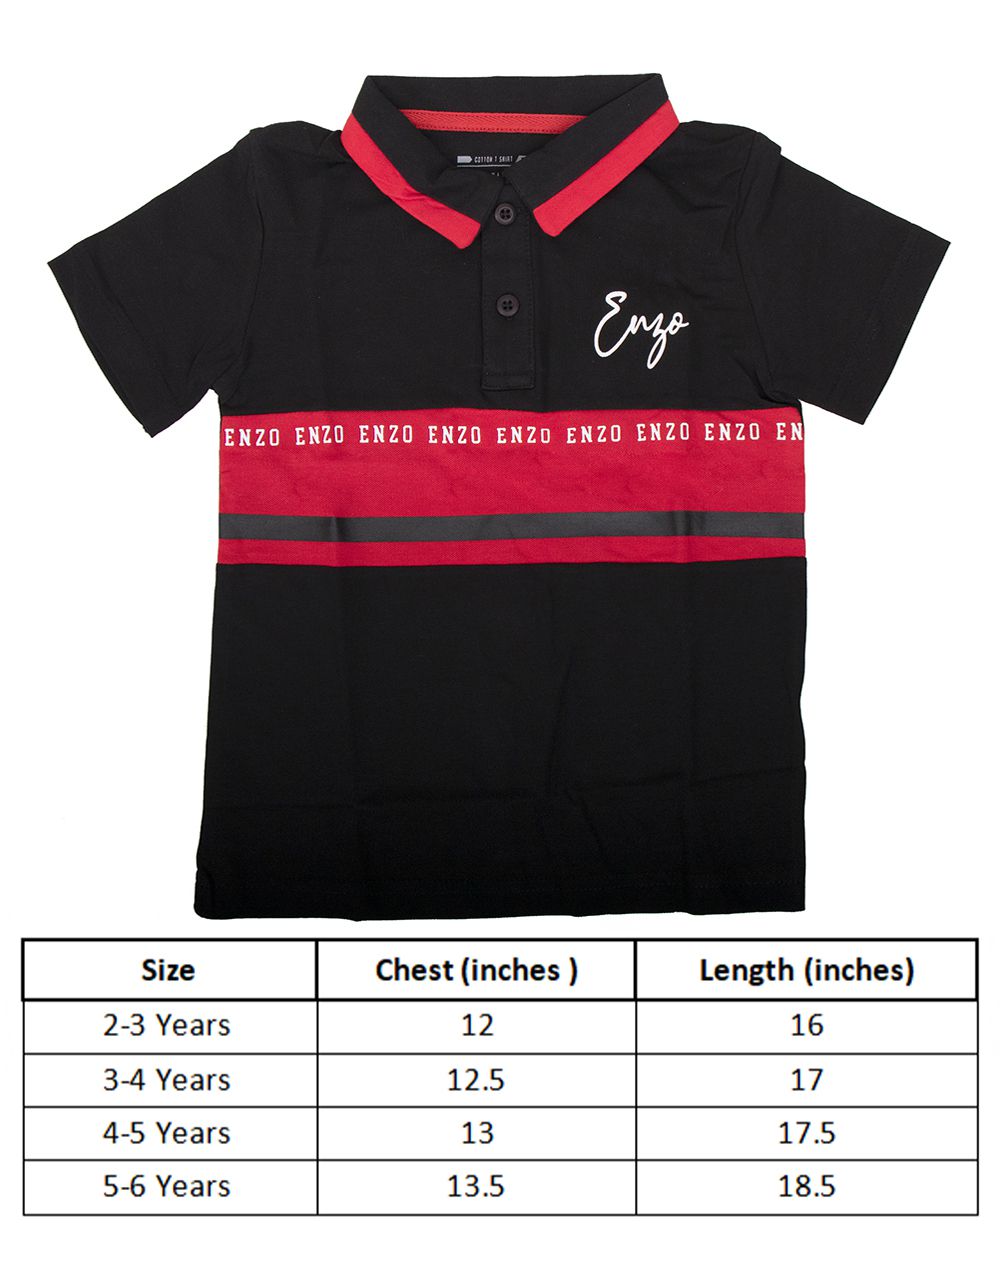 COTTON T SHIRT
Enzo
ENZO ENZO ENZO ENZO ENZO ENZO ENZO ENZO EN
Size Chest (inches ) Length (inches)
2-3 Years 12 16
3-4 Years 12.5 17
4-5 Years 13 17.5
5-6 Years 13.5 18.5